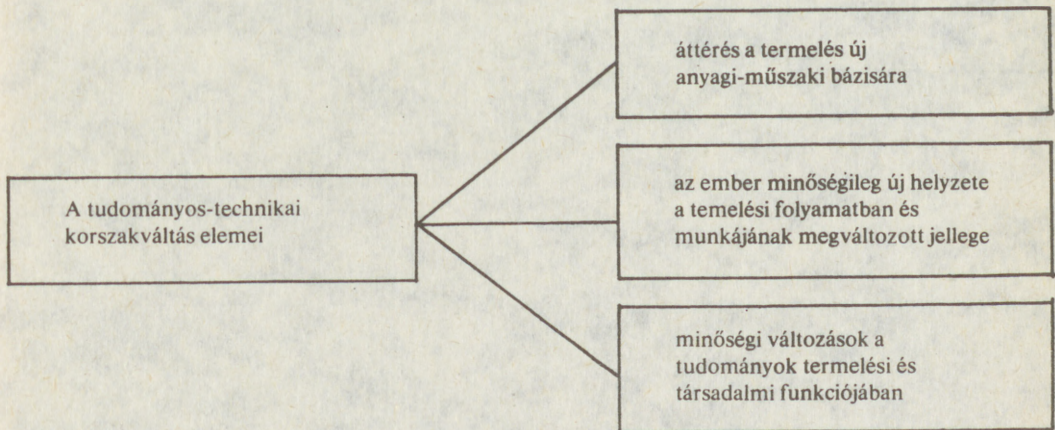 áttérés a termelés új
anyagi-műszaki bázisára
A tudományos-technikai
korszakváltás elemei
az ember minőségileg új helyzete
a temelési folyamatban és
munkájának megváltozott jellege
minőségi változások a
tudományok termelési és
társadalmi funkciójában